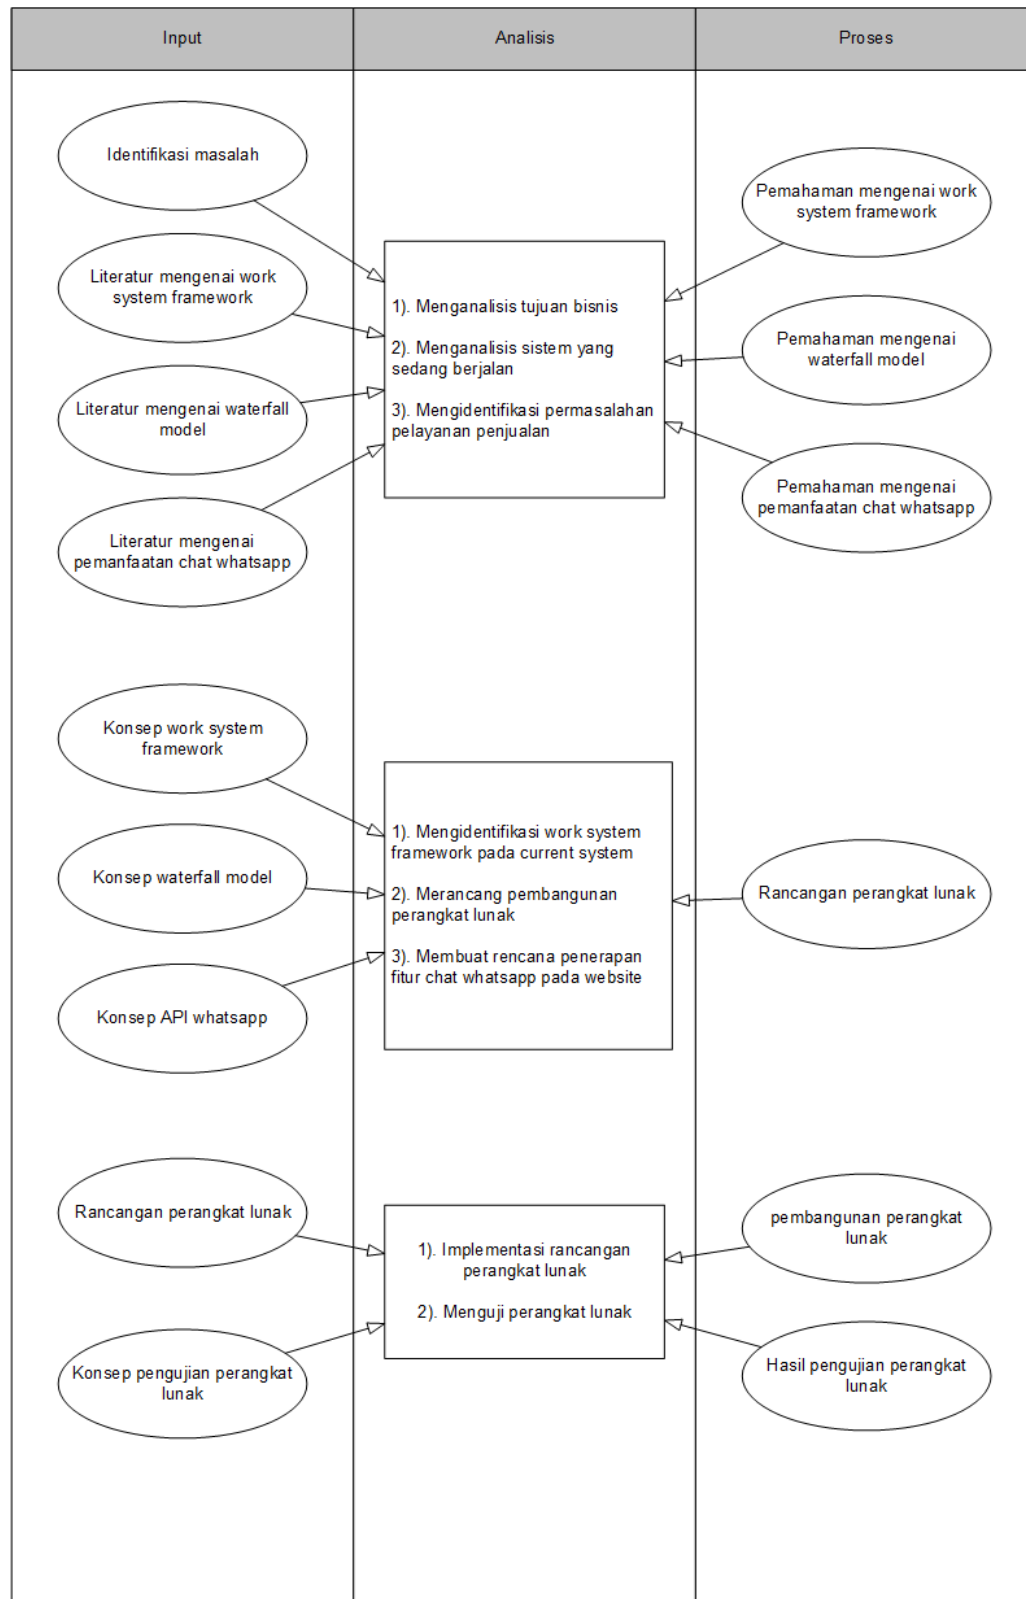 Input
Analisis
Proses
Identifikasi masalah
Literatur mengenai work
system framework
Literatur mengenai waterfall
model
Literatur mengenai
pemanfaatan chat whatsapp
1). Menganalisis tujuan bisnis
2). Menganalisis sistem yang
sedang berjalan
3). Mengidentifikasi permasalahan
pelayanan penjualan
Pemahaman mengenai work
system framework
Pemahaman mengenai
waterfall model
Pemahaman mengenai
pemanfaatan chat whatsapp
Konsep work system
framework
Konsep waterfall model
Konsep API whatsapp
1). Mengidentifikasi work system
framework pada current system
2). Merancang pembangunan
perangkat lunak
3). Membuat rencana penerapan
fitur chat whatsapp pada website
Rancangan perangkat lunak
Rancangan perangkat lunak
Konsep pengujian perangkat
lunak
1). Implementasi rancangan
perangkat lunak
2). Menguji perangkat lunak
pembangunan perangkat
lunak
Hasil pengujian perangkat
lunak